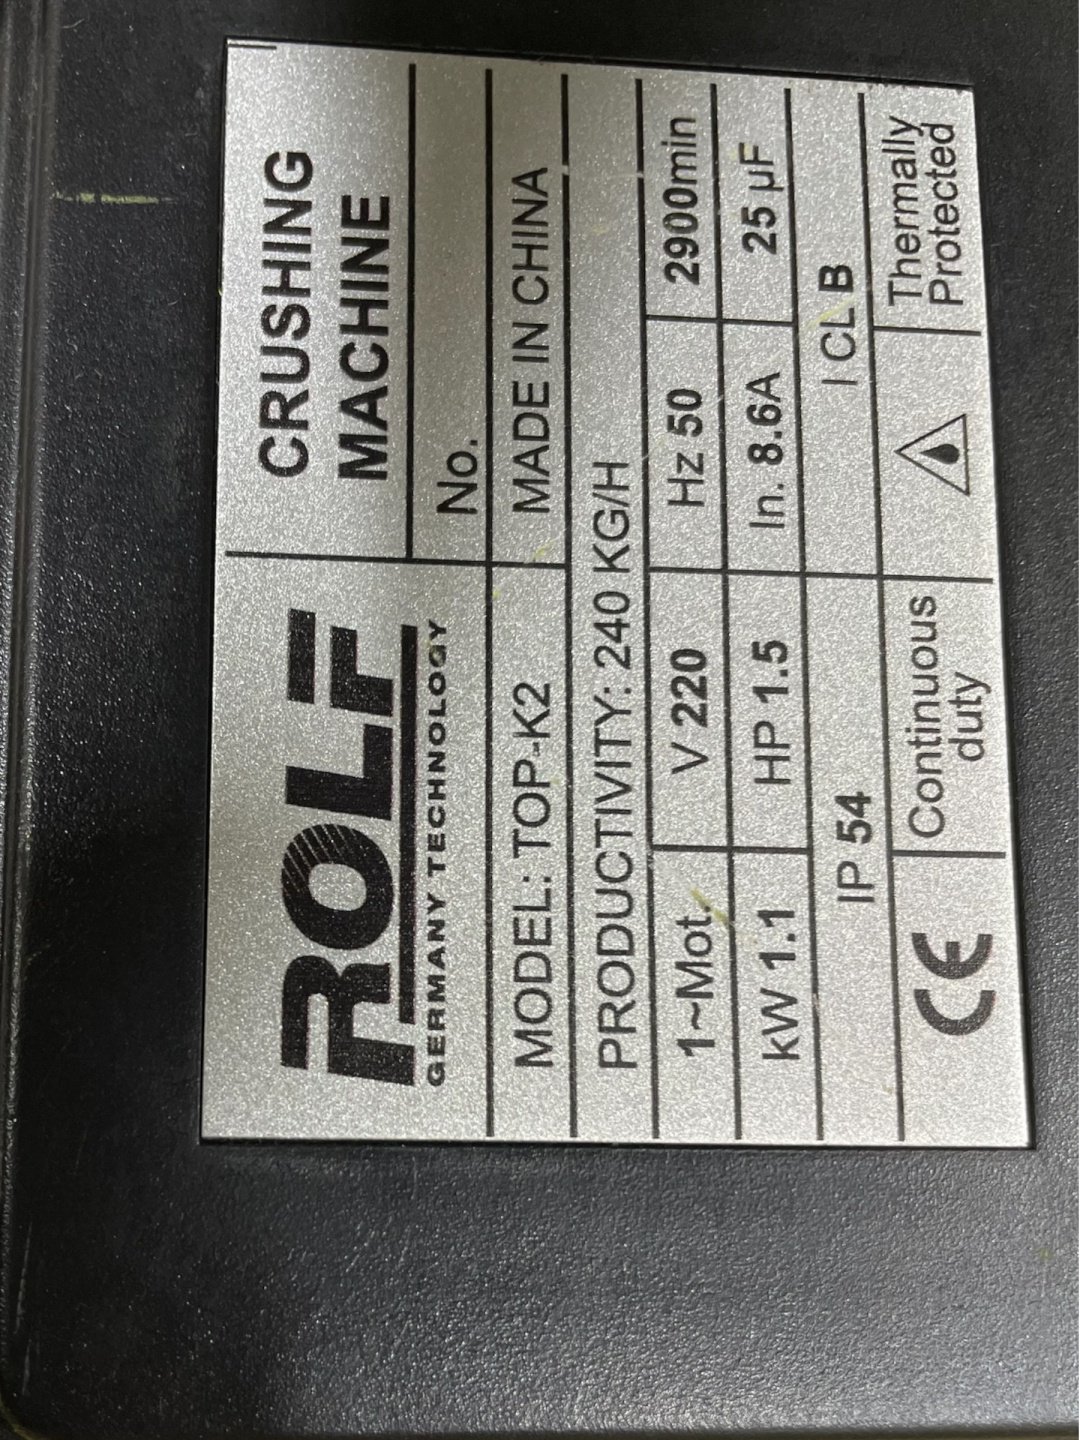 ROLF
GERMANY TECHNOLOGY
CRUSHING
MACHINE
No.
MODEL: TOP-K2
MADE IN CHINA
PRODUCTIVITY: 240 KG/H
1~Mot. V 220 Hz 50 2900min
kW 1.1 HP 1.5 In. 8.6A 25 µF
IP 54 I CL B
CE
Continuous
duty
Thermally
Protected